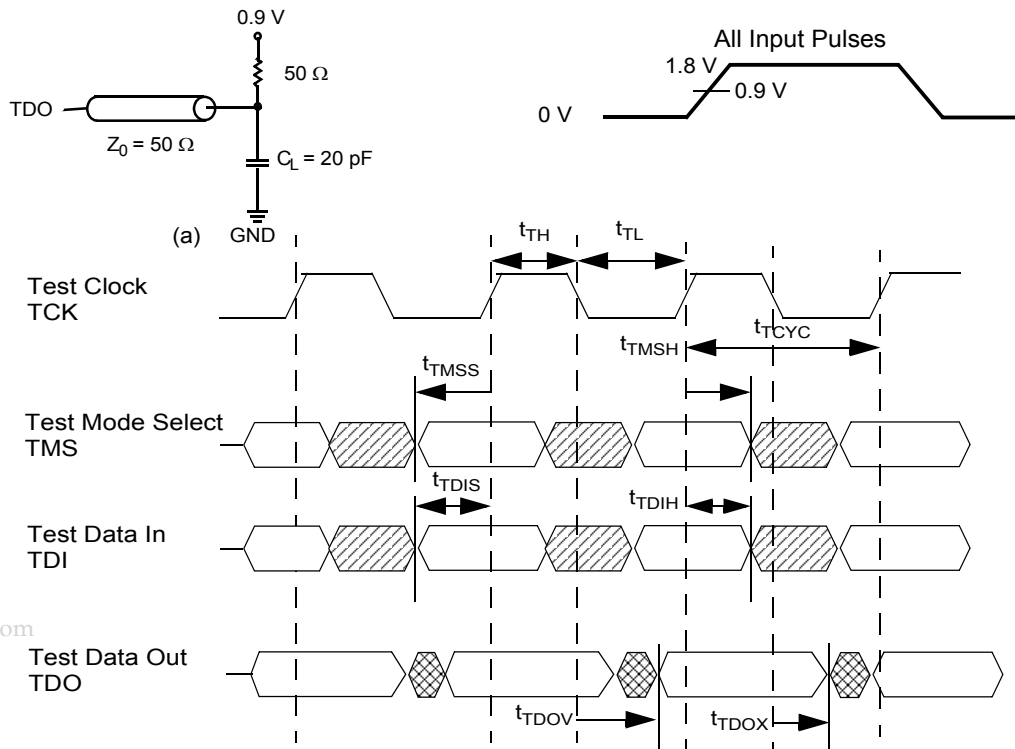 0.9 V
50 Ω
TDO
Z0 = 50 Ω
CL = 20 pF
(a) GND
All Input Pulses
1.8 V
0.9 V
0 V
tTH
tTL
Test Clock
TCK
tTMSH
tTCYC
tTMSS
Test Mode Select
TMS
tTDIS
tTDIH
Test Data In
TDI
om
Test Data Out
TDO
tTDOV
tTDOX